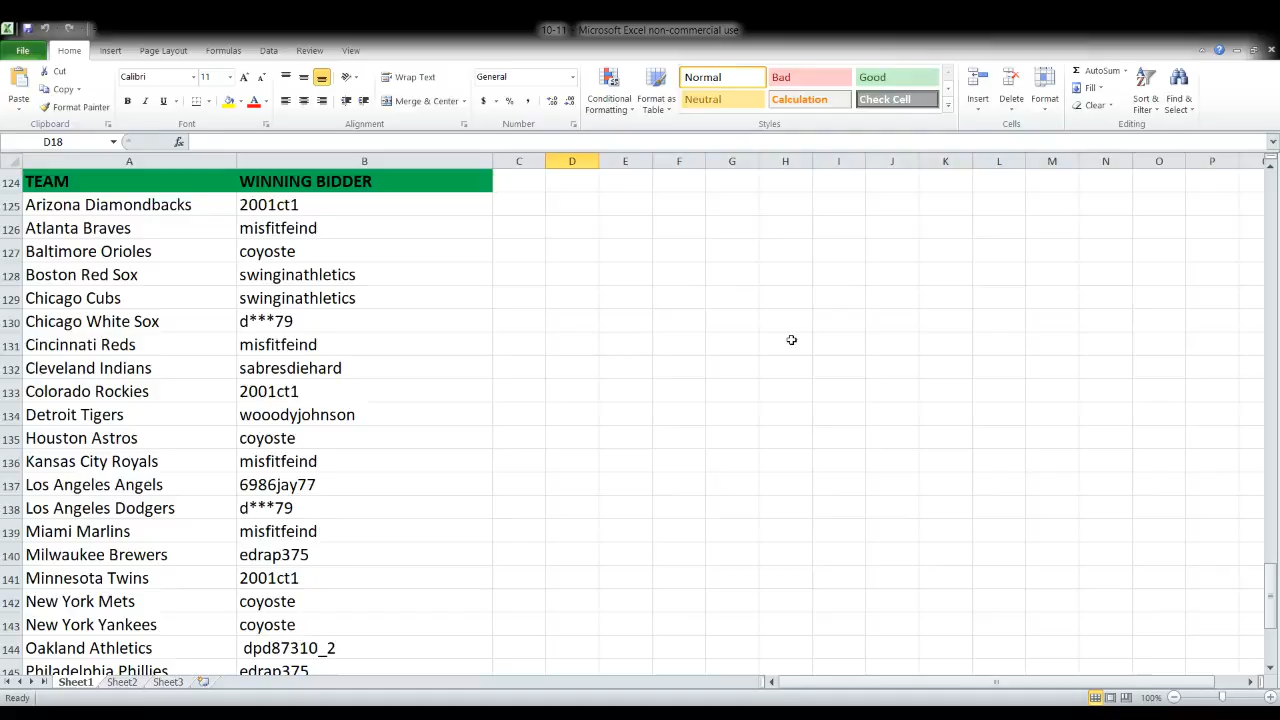 10-11 - Microsoft Excel non-commercial use
File Home Insert Page Layout Formulas Data Review View
Paste
Cut
Copy
Format Painter
Calibri 11
B I U
Wrap Text
Merge & Center
General
$ % ,
Conditional Formatting
Format as Table
Normal Bad Good
Neutral Calculation Check Cell
Insert Delete Format
AutoSum
Fill
Clear
Sort & Filter
Find & Select
Clipboard Font Alignment Number Styles Cells Editing
D18 fx
A B C D E F G H I J K L M N O P
124 TEAM WINNING BIDDER
125 Arizona Diamondbacks 2001ct1
126 Atlanta Braves misfitfeind
127 Baltimore Orioles coyoste
128 Boston Red Sox swinginathletics
129 Chicago Cubs swinginathletics
130 Chicago White Sox d***79
131 Cincinnati Reds misfitfeind
132 Cleveland Indians sabresdiehard
133 Colorado Rockies 2001ct1
134 Detroit Tigers wooodyjohnson
135 Houston Astros coyoste
136 Kansas City Royals misfitfeind
137 Los Angeles Angels 6986jay77
138 Los Angeles Dodgers d***79
139 Miami Marlins misfitfeind
140 Milwaukee Brewers edrap375
141 Minnesota Twins 2001ct1
142 New York Mets coyoste
143 New York Yankees coyoste
144 Oakland Athletics dpd87310_2
145 Philadelphia Phillies edrap375
Sheet1 Sheet2 Sheet3
Ready 100%